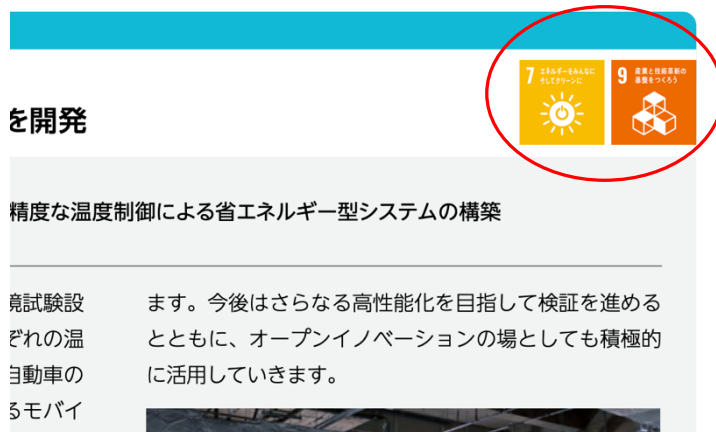 7 エネルギーをみんなに
そしてクリーンに
9 産業と技術革新の
基盤をつくろう
を開発
精度な温度制御による省エネルギー型システムの構築
境試験設
ぞれの温
自動車の
るモバイ
ます。今後はさらなる高性能化を目指して検証を進める
とともに、オープンイノベーションの場としても積極的
に活用していきます。